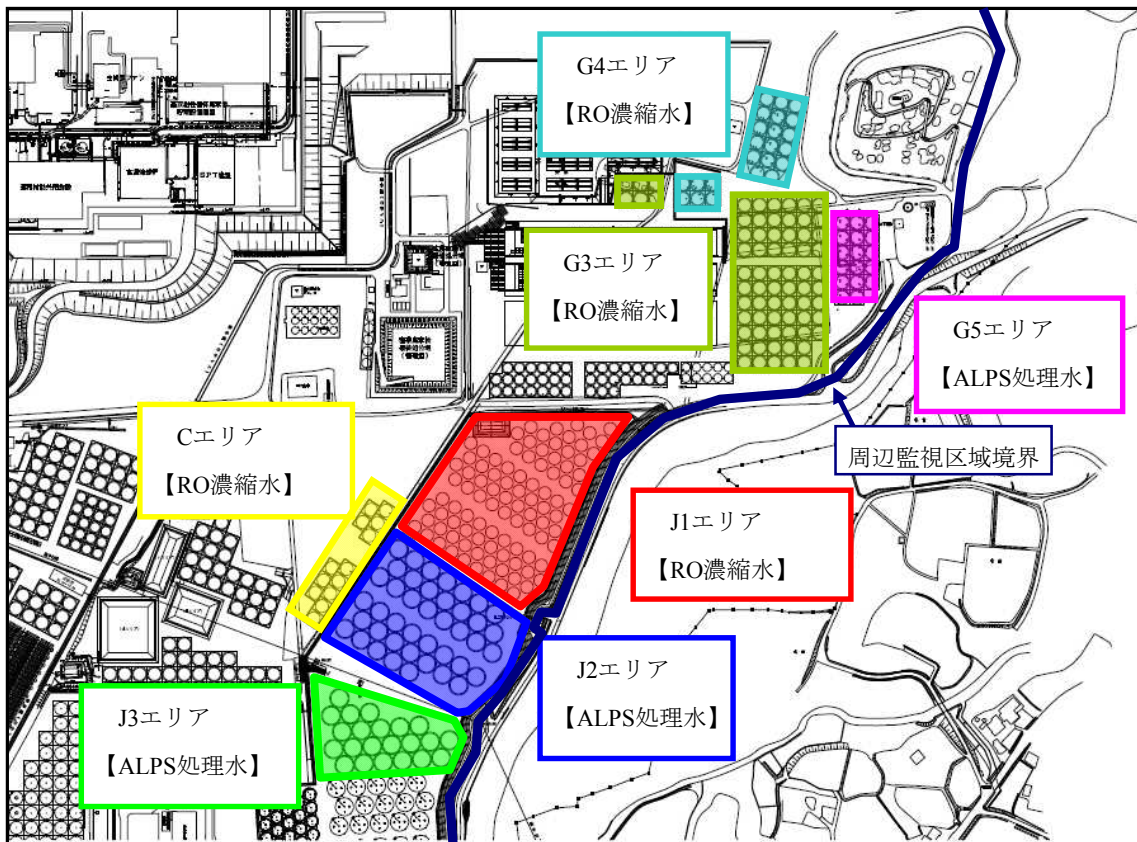 G4エリア
【RO濃縮水】
G3エリア
【RO濃縮水】
G5エリア
【ALPS処理水】
Cエリア
【RO濃縮水】
周辺監視区域境界
J1エリア
【RO濃縮水】
J2エリア
【ALPS処理水】
J3エリア
【ALPS処理水】